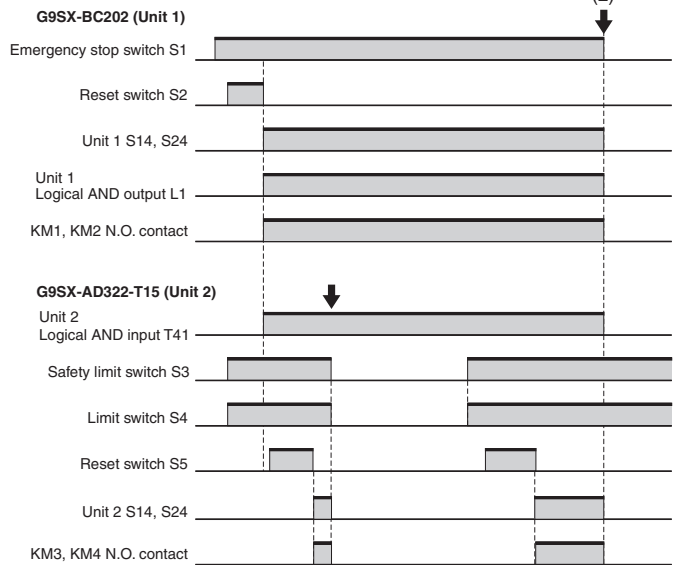 G9SX-BC202 (Unit 1)
Emergency stop switch S1
Reset switch S2
Unit 1 S14, S24
Unit 1
Logical AND output L1
KM1, KM2 N.O. contact
G9SX-AD322-T15 (Unit 2)
Unit 2
Logical AND input T41
Safety limit switch S3
Limit switch S4
Reset switch S5
Unit 2 S14, S24
KM3, KM4 N.O. contact